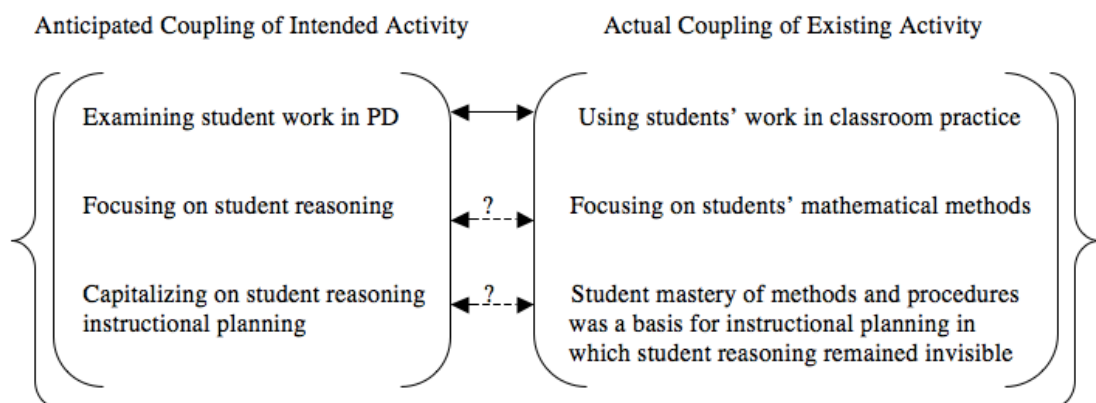 Anticipated Coupling of Intended Activity
Actual Coupling of Existing Activity
Examining student work in PD
Using students’ work in classroom practice
Focusing on student reasoning
?
Focusing on students’ mathematical methods
Capitalizing on student reasoning
instructional planning
?
Student mastery of methods and procedures
was a basis for instructional planning in
which student reasoning remained invisible